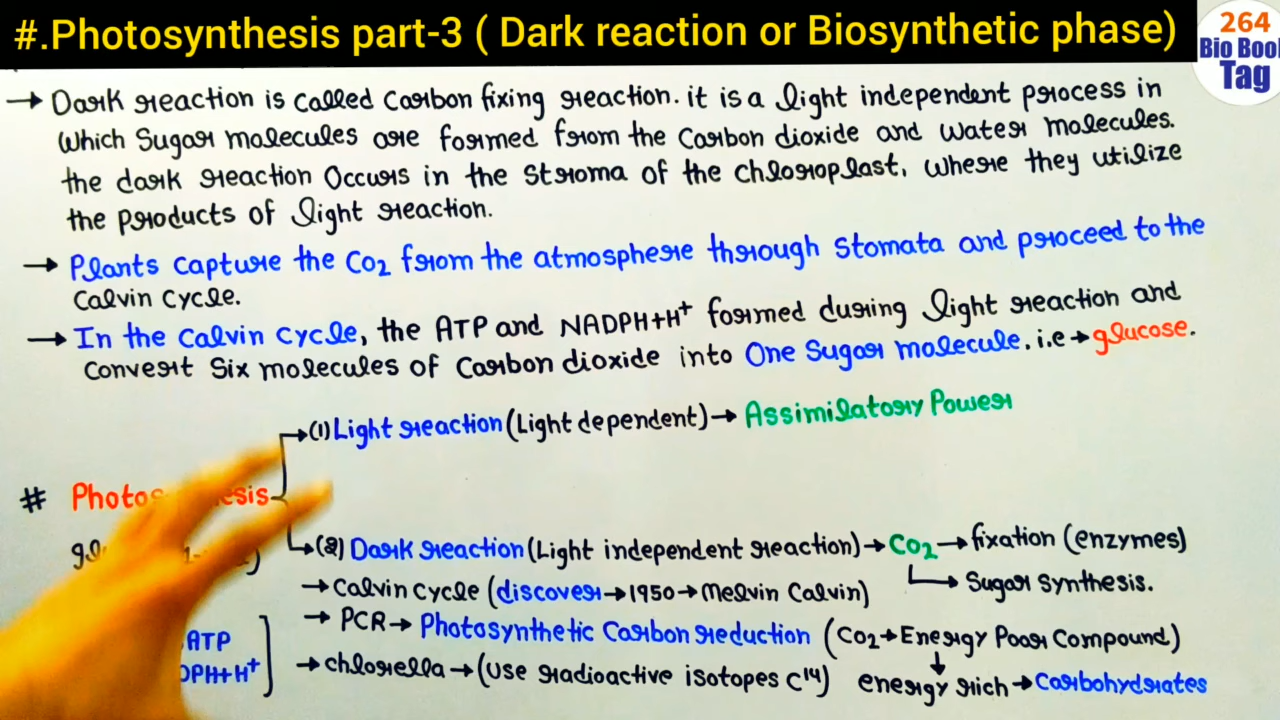 #.Photosynthesis part-3 ( Dark reaction or Biosynthetic phase)
264
Bio Book
Tag
→ Dark reaction is called Carbon fixing reaction. it is a light independent process in
which Sugar molecules are formed from the Carbon dioxide and water molecules.
the dark reaction Occurs in the Stroma of the chloroplast, where they utilize
the products of light reaction.
→ Plants capture the CO2 from the atmosphere through stomata and proceed to the
Calvin cycle.
→ In the Calvin cycle, the ATP and NADPH+H⁺ formed during light reaction and
convert Six molecules of Carbon dioxide into One Sugar molecule. i.e → glucose.
→ (1) Light reaction (Light dependent) → Assimilatory Power
# Photosynthesis
→ (2) Dark reaction (Light independent reaction) → CO2 → fixation (enzymes)
→ Sugar synthesis.
→ Calvin cycle (discover → 1950 → Melvin Calvin)
→ PCR → Photosynthetic Carbon reduction (CO2 → Energy Poor Compound)
ATP
DPH+H⁺
→ chlorella → (use radioactive isotopes C¹⁴)
energy rich → Carbohydrates